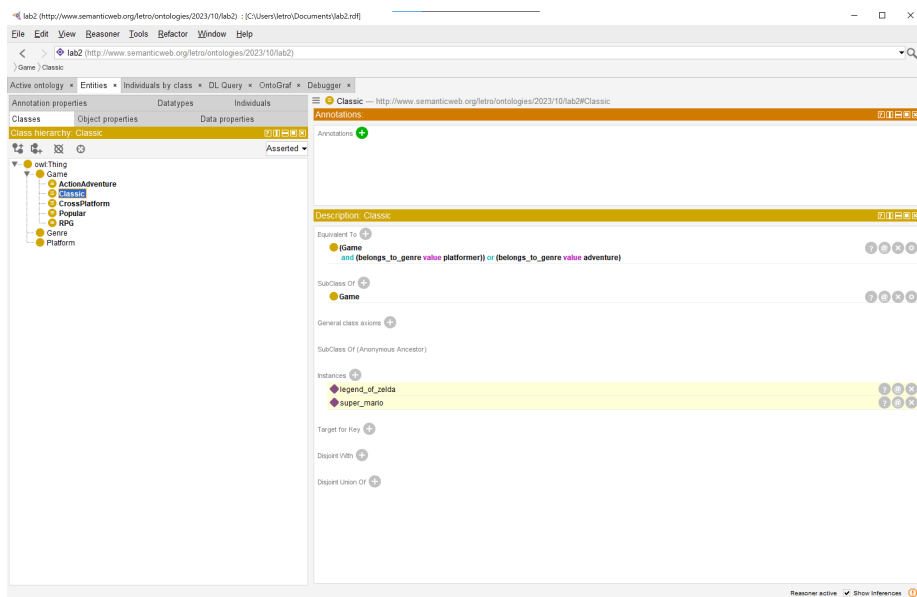 lab2 (http://www.semanticweb.org/letro/ontologies/2023/10/lab2) : [C:\Users\letro\Documents\lab2.rdf]
File Edit View Reasoner Tools Refactor Window Help
lab2 (http://www.semanticweb.org/letro/ontologies/2023/10/lab2)
Game Classic
Active ontology × Entities × Individuals by class × DL Query × OntoGraf × Debugger ×
Annotation properties Datatypes Individuals
Classes Object properties Data properties
Class hierarchy: Classic
Asserted
owl:Thing
Game
ActionAdventure
Classic
CrossPlatform
Popular
RPG
Genre
Platform
Classic — http://www.semanticweb.org/letro/ontologies/2023/10/lab2#Classic
Annotations:
Annotations
Description: Classic
Equivalent To
(Game
and (belongs_to_genre value platformer)) or (belongs_to_genre value adventure)
SubClass Of
Game
General class axioms
SubClass Of (Anonymous Ancestor)
Instances
legend_of_zelda
super_mario
Target for Key
Disjoint With
Disjoint Union Of
Reasoner active Show Inferences